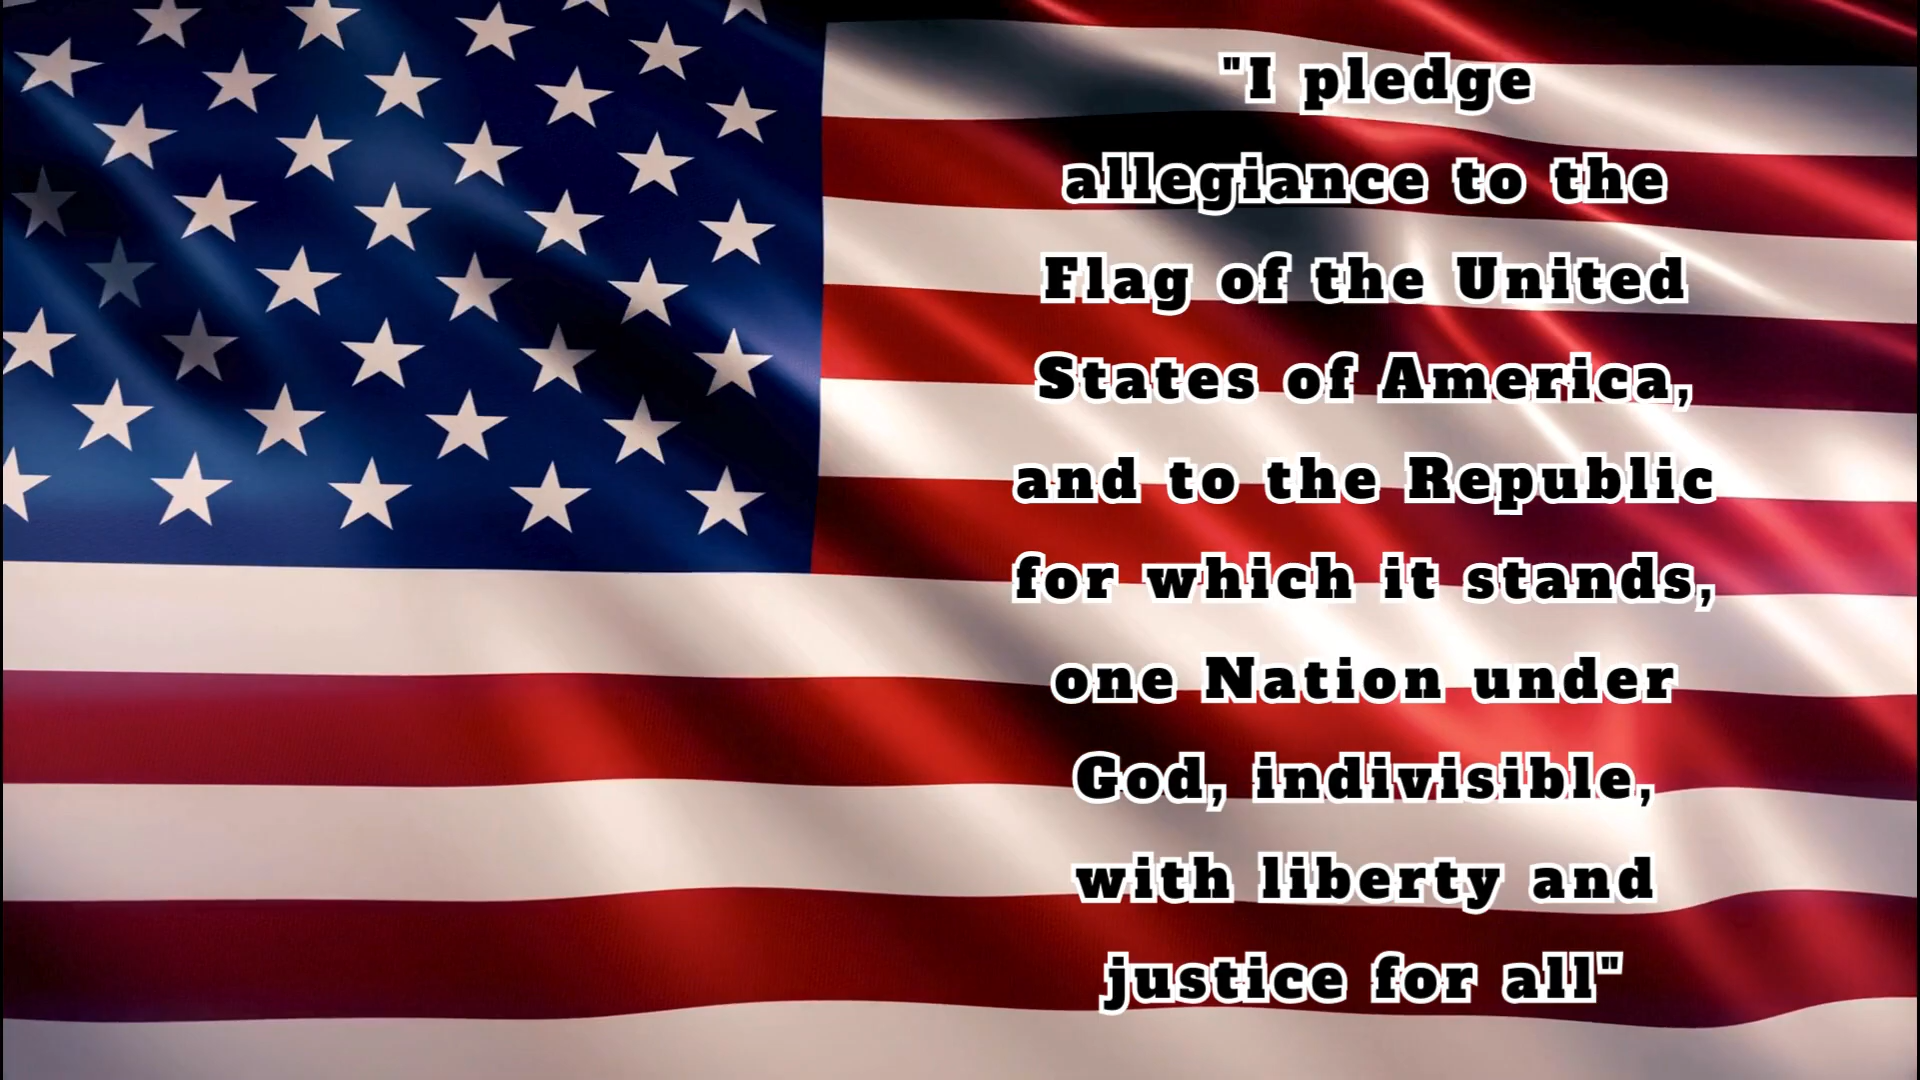 "I pledge
allegiance to the
Flag of the United
States of America,
and to the Republic
for which it stands,
one Nation under
God, indivisible,
with liberty and
justice for all"